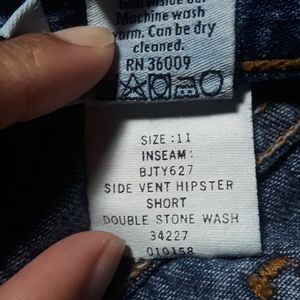 Machine wash
warm. Can be dry
cleaned.
RN 36009
SIZE:11
INSEAM:
BJTY627
SIDE VENT HIPSTER
SHORT
DOUBLE STONE WASH
34227
010158